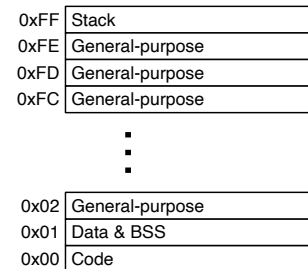 0xFF Stack
0xFE General-purpose
0xFD General-purpose
0xFC General-purpose
0x02 General-purpose
0x01 Data & BSS
0x00 Code